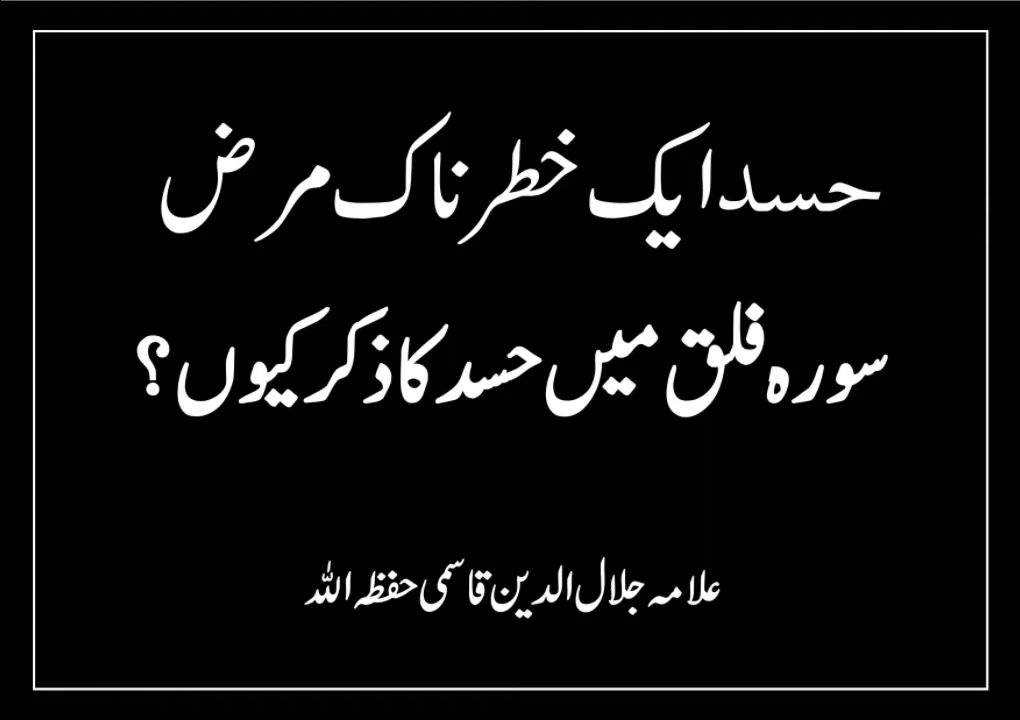 حسد ایک خطرناک مرض
سورہ فلق میں حسد کا ذکر کیوں؟
علامہ جلال الدین قاسمی حفظہ اللہ